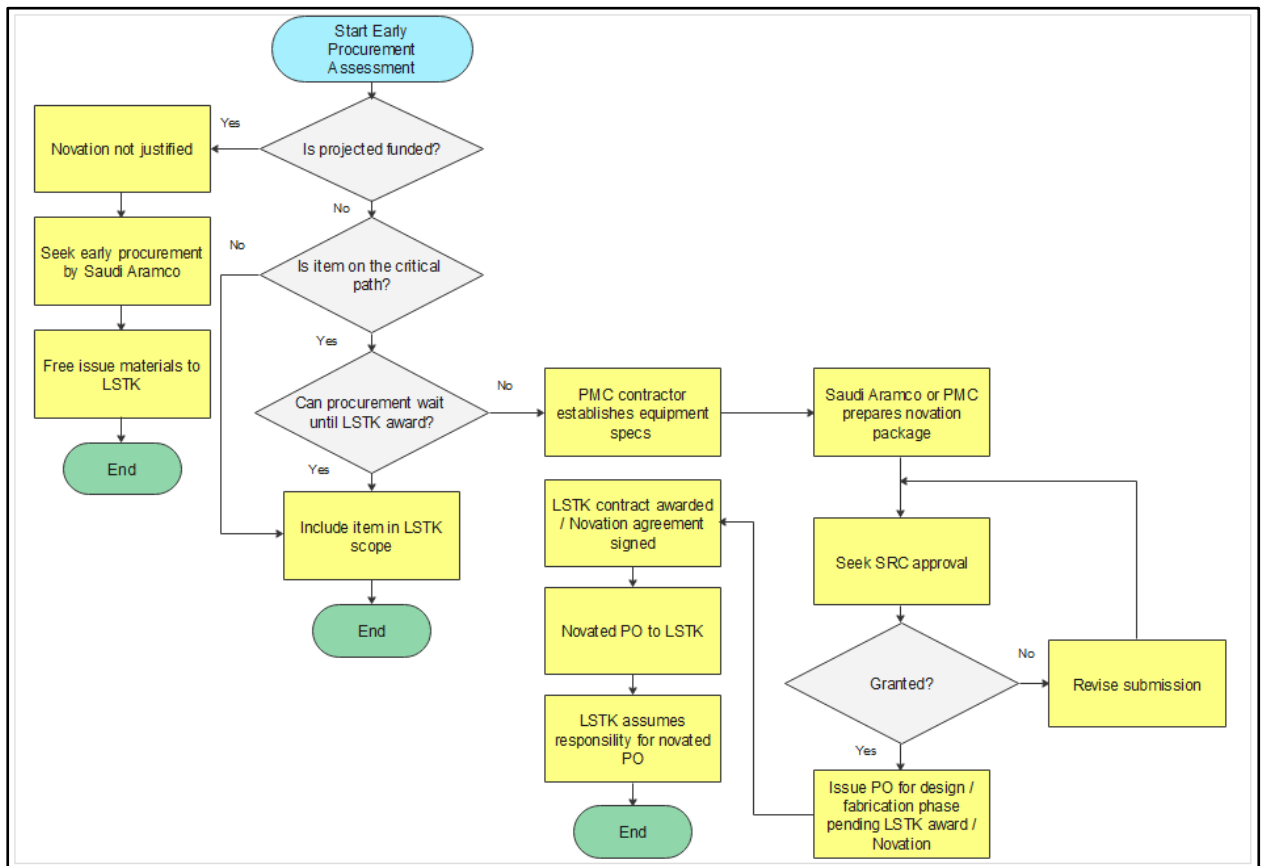 Start Early
Procurement
Assessment
Yes
Novation not justified
Is projected funded?
No
Seek early procurement
by Saudi Aramco
No
Is item on the critical
path?
Free issue materials to
LSTK
Yes
Can procurement wait
until LSTK award?
No
PMC contractor
establishes equipment
specs
Saudi Aramco or PMC
prepares novation
package
End
Yes
Include item in LSTK
scope
LSTK contract awarded
/ Novation agreement
signed
Seek SRC approval
End
Novated PO to LSTK
Granted?
No
Revise submission
LSTK assumes
responsility for novated
PO
Yes
Issue PO for design /
fabrication phase
pending LSTK award /
Novation
End